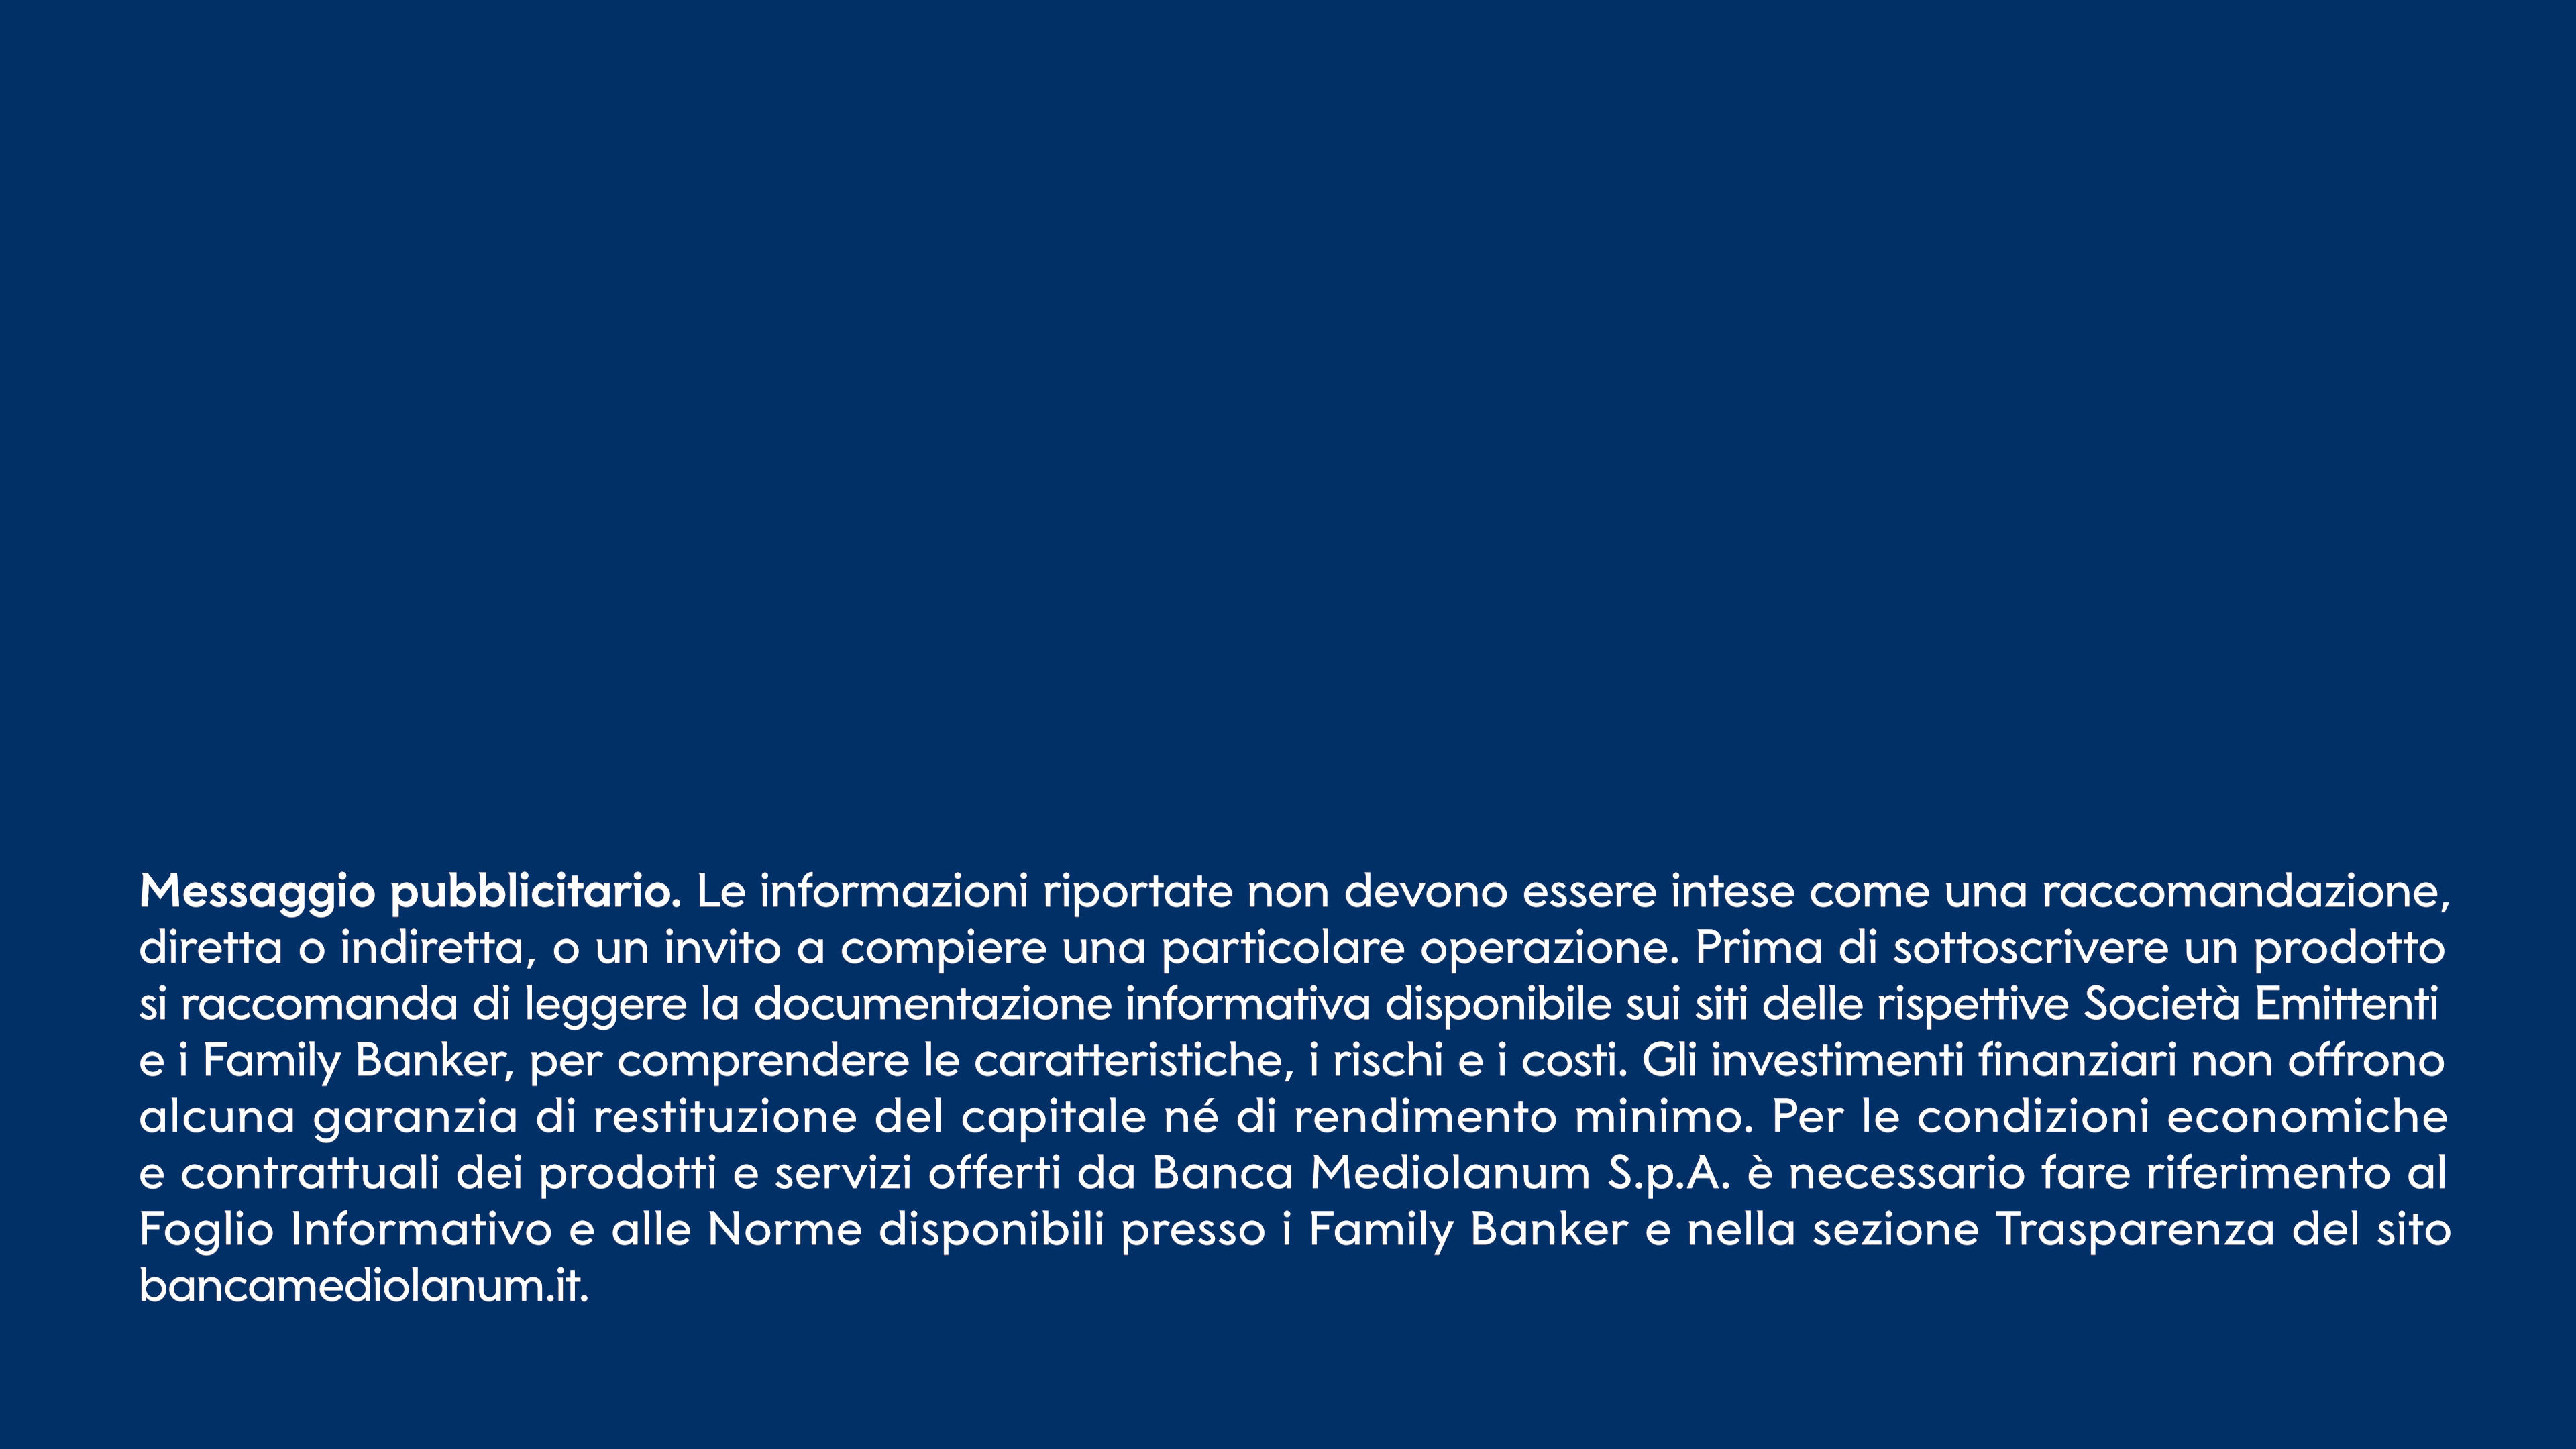 Messaggio pubblicitario. Le informazioni riportate non devono essere intese come una raccomandazione,
diretta o indiretta, o un invito a compiere una particolare operazione. Prima di sottoscrivere un prodotto
si raccomanda di leggere la documentazione informativa disponibile sui siti delle rispettive Società Emittenti
e i Family Banker, per comprendere le caratteristiche, i rischi e i costi. Gli investimenti finanziari non offrono
alcuna garanzia di restituzione del capitale né di rendimento minimo. Per le condizioni economiche
e contrattuali dei prodotti e servizi offerti da Banca Mediolanum S.p.A. è necessario fare riferimento al
Foglio Informativo e alle Norme disponibili presso i Family Banker e nella sezione Trasparenza del sito
bancamediolanum.it.